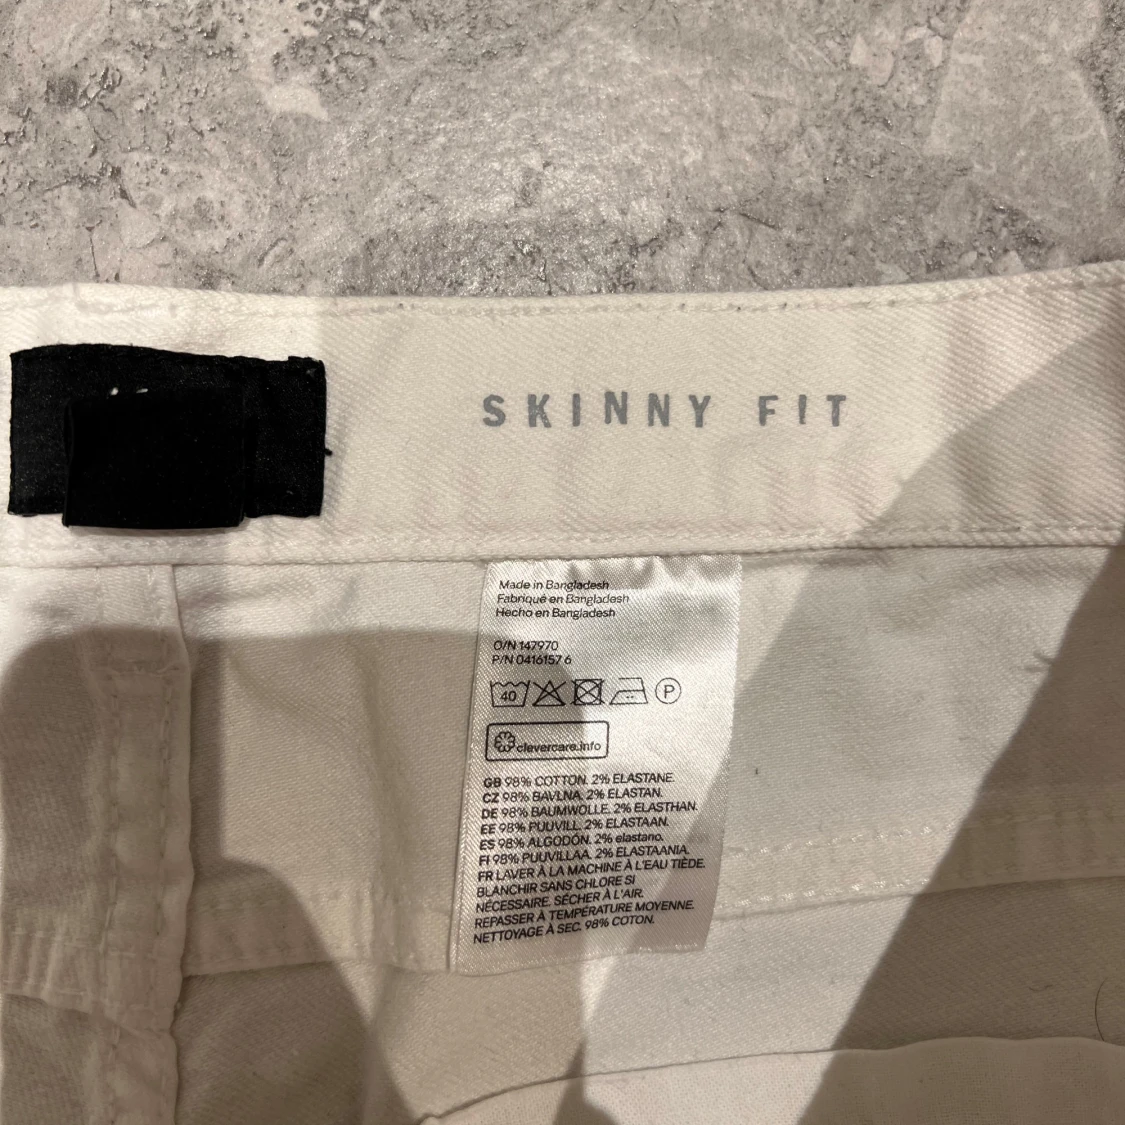 SKINNY FIT
Made in Bangladesh
Fabriqué en Bangladesh
Hecho en Bangladesh
O/N 147970
P/N 0416157 6
40
P
clevercare.info
GB 98% COTTON. 2% ELASTANE.
CZ 98% BAVLNA. 2% ELASTAN.
DE 98% BAUMWOLLE. 2% ELASTHAN.
EE 98% PUUVILL. 2% ELASTAAN.
ES 98% ALGODÓN. 2% elastano.
FI 98% PUUVILLAA. 2% ELASTAANIA.
FR LAVER À LA MACHINE À L'EAU TIÈDE.
BLANCHIR SANS CHLORE SI
NÉCESSAIRE. SÉCHER À L'AIR.
REPASSER À TEMPÉRATURE MOYENNE.
NETTOYAGE À SEC. 98% COTON.